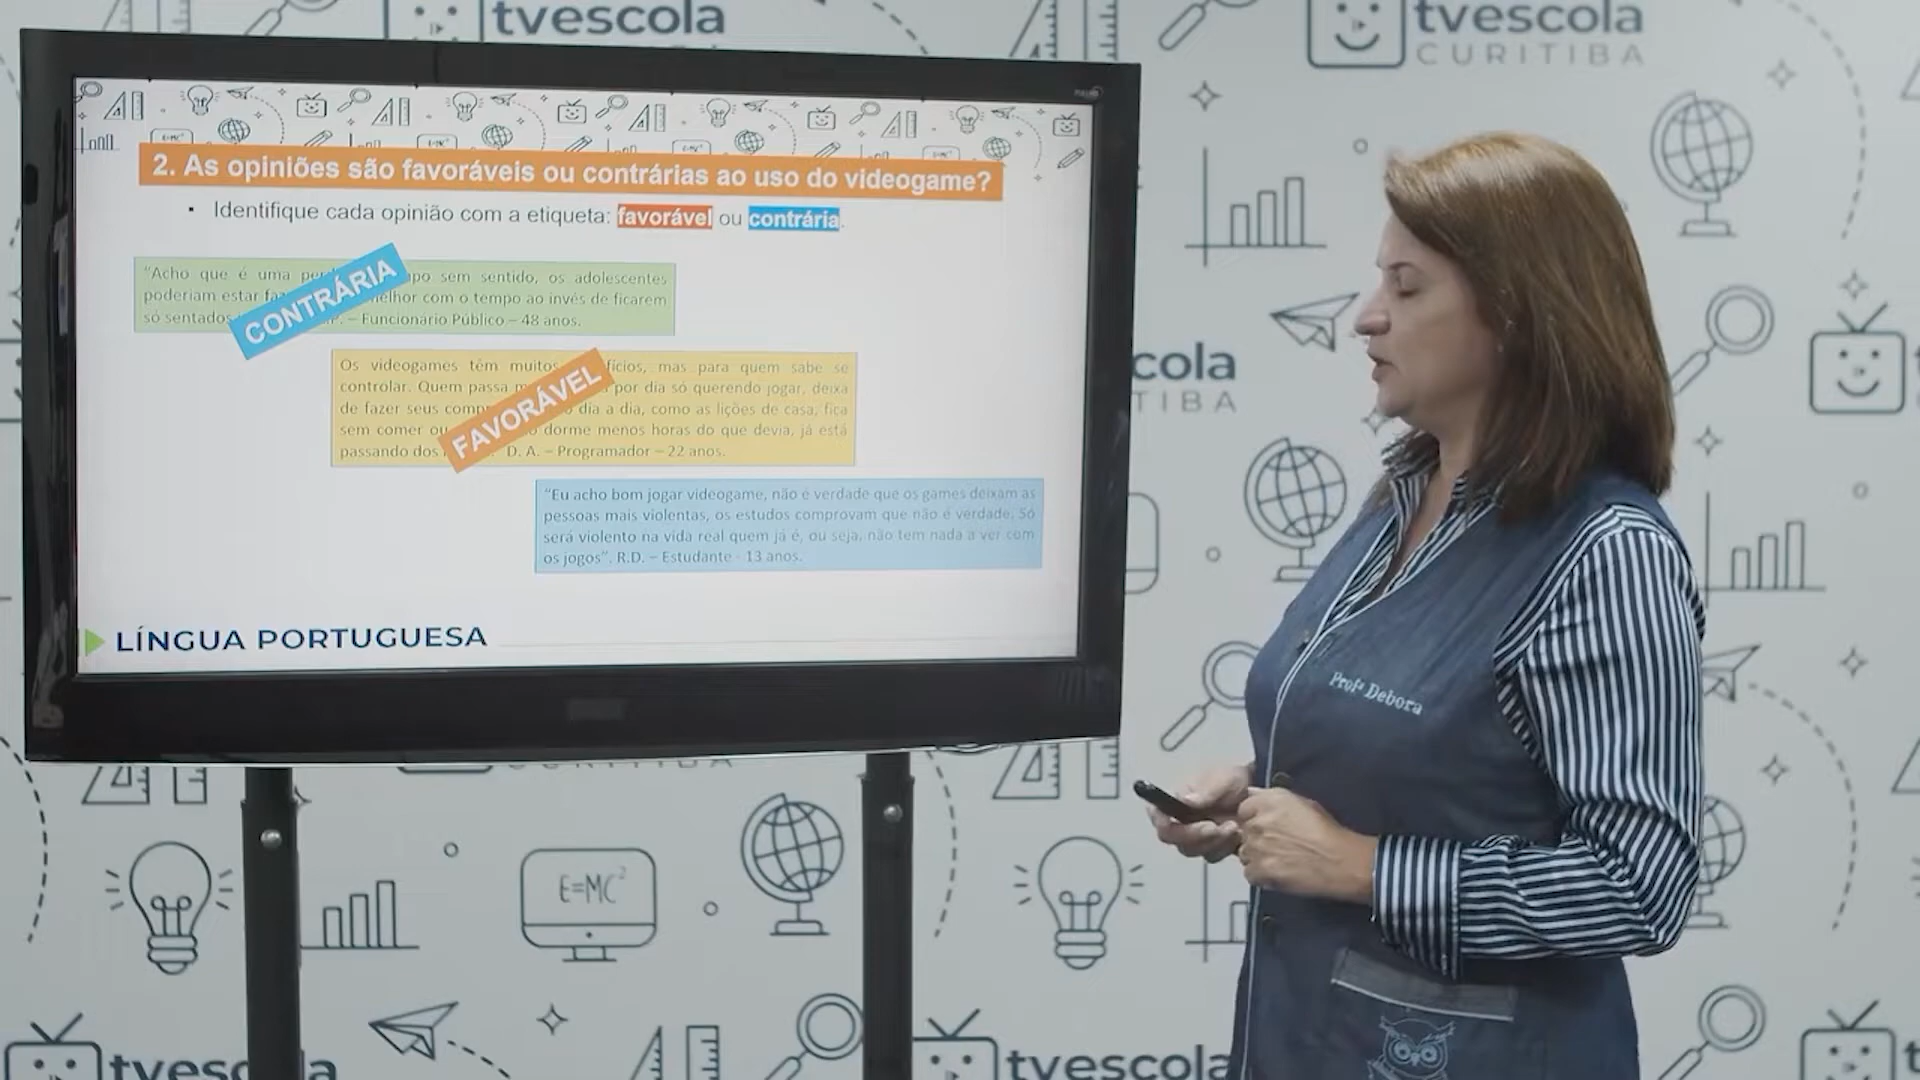 tvescola
tvescola
CURITIBA
2. As opiniões são favoráveis ou contrárias ao uso do videogame?
▪ Identifique cada opinião com a etiqueta: favorável ou contrária.
"Acho que é uma po sem sentido, os adolescentes
poderiam estar elhor com o tempo ao invés de ficarem
só sentados – Funcionário Público – 48 anos.
CONTRÁRIA
Os videogames têm muitos fícios, mas para quem sabe se
controlar. Quem passa por dia só querendo jogar, deixa
de fazer seus dia a dia, como as lições de casa, fica
sem comer ou dorme menos horas do que devia, já está
passando dos D. A. – Programador – 22 anos.
FAVORÁVEL
"Eu acho bom jogar videogame, não é verdade que os games deixam as
pessoas mais violentas, os estudos comprovam que não é verdade. Só
será violento na vida real quem já é, ou seja, não tem nada a ver com
os jogos". R.D. – Estudante - 13 anos.
LÍNGUA PORTUGUESA
cola
TIBA
Profª Debora
CURITIBA
E=MC²
tvesc a
tvescola